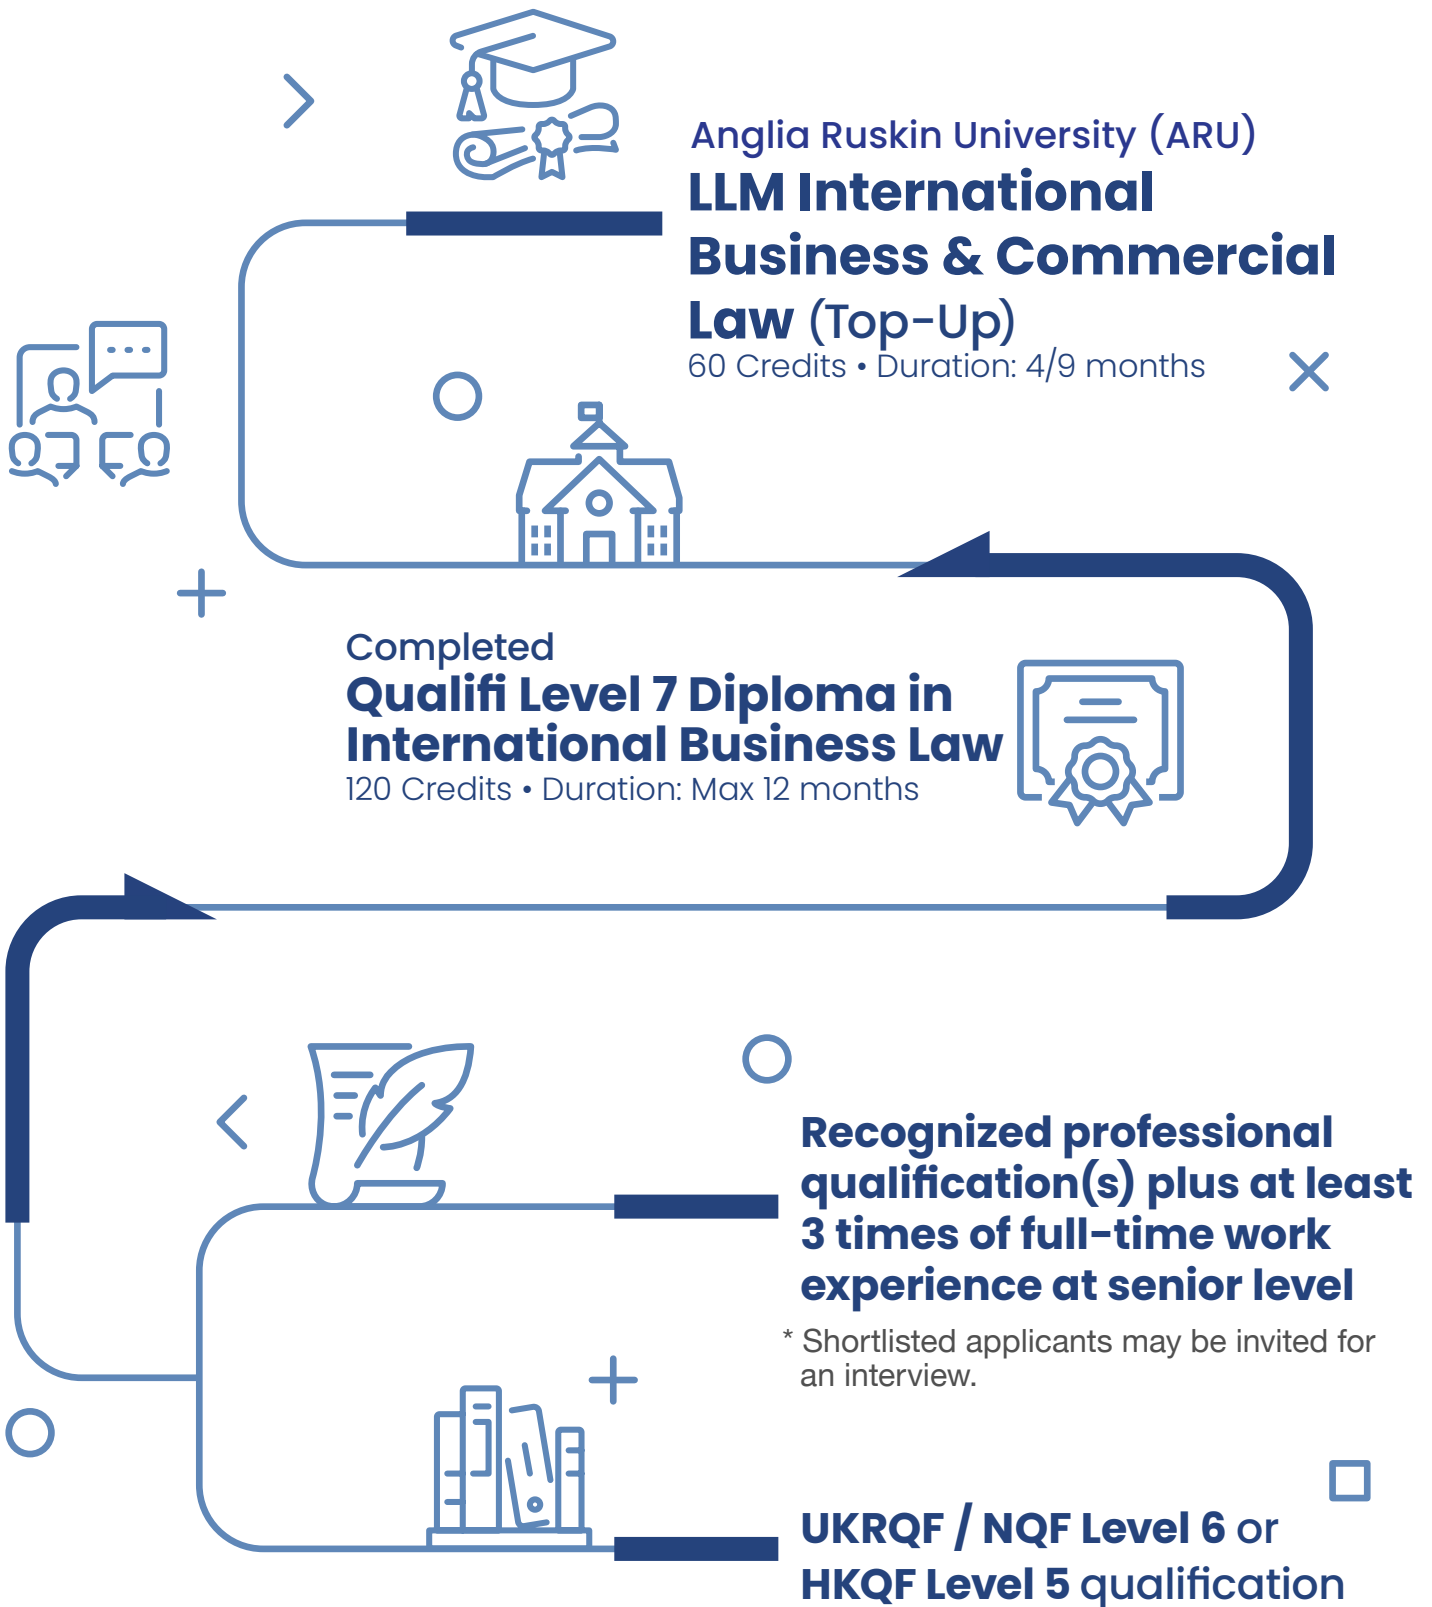 Anglia Ruskin University (ARU)
LLM International
Business & Commercial
Law (Top-Up)
60 Credits • Duration: 4/9 months
Completed
Qualifi Level 7 Diploma in
International Business Law
120 Credits • Duration: Max 12 months
Recognized professional
qualification(s) plus at least
3 times of full-time work
experience at senior level
* Shortlisted applicants may be invited for
an interview.
UKRQF / NQF Level 6 or
HKQF Level 5 qualification